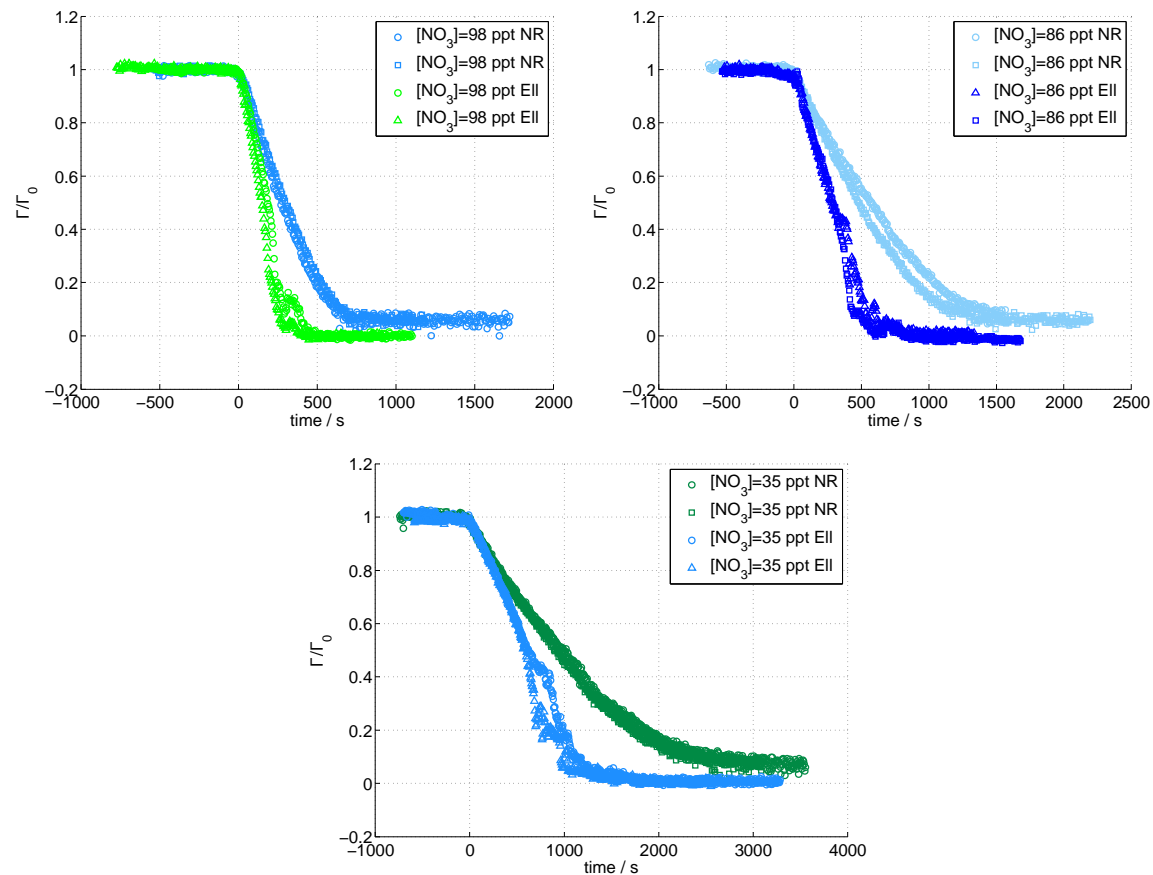 1.2
1
0.8
0.6
0.4
0.2
0
−0.2
Γ/Γ0
−1000 −500 0 500 1000 1500 2000
time / s
[NO3]=98 ppt NR
[NO3]=98 ppt NR
[NO3]=98 ppt Ell
[NO3]=98 ppt Ell
1.2
1
0.8
0.6
0.4
0.2
0
−0.2
Γ/Γ0
−1000 −500 0 500 1000 1500 2000 2500
time / s
[NO3]=86 ppt NR
[NO3]=86 ppt NR
[NO3]=86 ppt Ell
[NO3]=86 ppt Ell
1.2
1
0.8
0.6
0.4
0.2
0
−0.2
Γ/Γ0
−1000 0 1000 2000 3000 4000
time / s
[NO3]=35 ppt NR
[NO3]=35 ppt NR
[NO3]=35 ppt Ell
[NO3]=35 ppt Ell